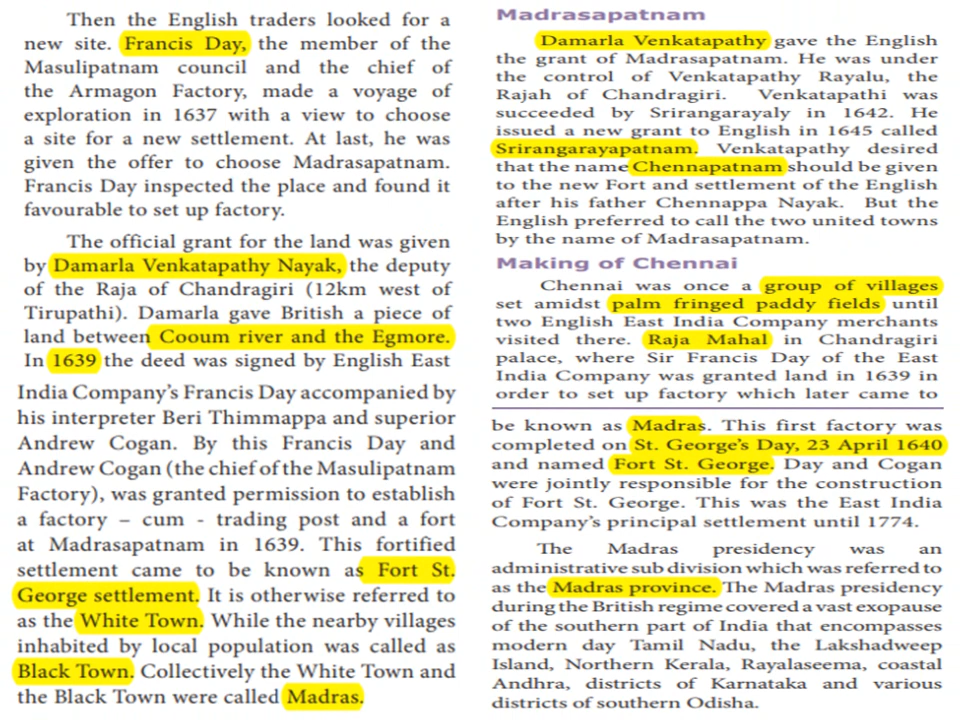 Then the English traders looked for a
new site. Francis Day, the member of the
Masulipatnam council and the chief of
the Armagon Factory, made a voyage of
exploration in 1637 with a view to choose
a site for a new settlement. At last, he was
given the offer to choose Madrasapatnam.
Francis Day inspected the place and found it
favourable to set up factory.
The official grant for the land was given
by Damarla Venkatapathy Nayak, the deputy
of the Raja of Chandragiri (12km west of
Tirupathi). Damarla gave British a piece of
land between Cooum river and the Egmore.
In 1639 the deed was signed by English East
India Company's Francis Day accompanied by
his interpreter Beri Thimmappa and superior
Andrew Cogan. By this Francis Day and
Andrew Cogan (the chief of the Masulipatnam
Factory), was granted permission to establish
a factory – cum - trading post and a fort
at Madrasapatnam in 1639. This fortified
settlement came to be known as Fort St.
George settlement. It is otherwise referred to
as the White Town. While the nearby villages
inhabited by local population was called as
Black Town. Collectively the White Town and
the Black Town were called Madras.
Madrasapatnam
Damarla Venkatapathy gave the English
the grant of Madrasapatnam. He was under
the control of Venkatapathy Rayalu, the
Rajah of Chandragiri. Venkatapathi was
succeeded by Srirangarayaly in 1642. He
issued a new grant to English in 1645 called
Srirangarayapatnam. Venkatapathy desired
that the name Chennapatnam should be given
to the new Fort and settlement of the English
after his father Chennappa Nayak. But the
English preferred to call the two united towns
by the name of Madrasapatnam.
Making of Chennai
Chennai was once a group of villages
set amidst palm fringed paddy fields until
two English East India Company merchants
visited there. Raja Mahal in Chandragiri
palace, where Sir Francis Day of the East
India Company was granted land in 1639 in
order to set up factory which later came to
be known as Madras. This first factory was
completed on St. George's Day, 23 April 1640
and named Fort St. George. Day and Cogan
were jointly responsible for the construction
of Fort St. George. This was the East India
Company's principal settlement until 1774.
The Madras presidency was an
administrative sub division which was referred to
as the Madras province. The Madras presidency
during the British regime covered a vast exopause
of the southern part of India that encompasses
modern day Tamil Nadu, the Lakshadweep
Island, Northern Kerala, Rayalaseema, coastal
Andhra, districts of Karnataka and various
districts of southern Odisha.